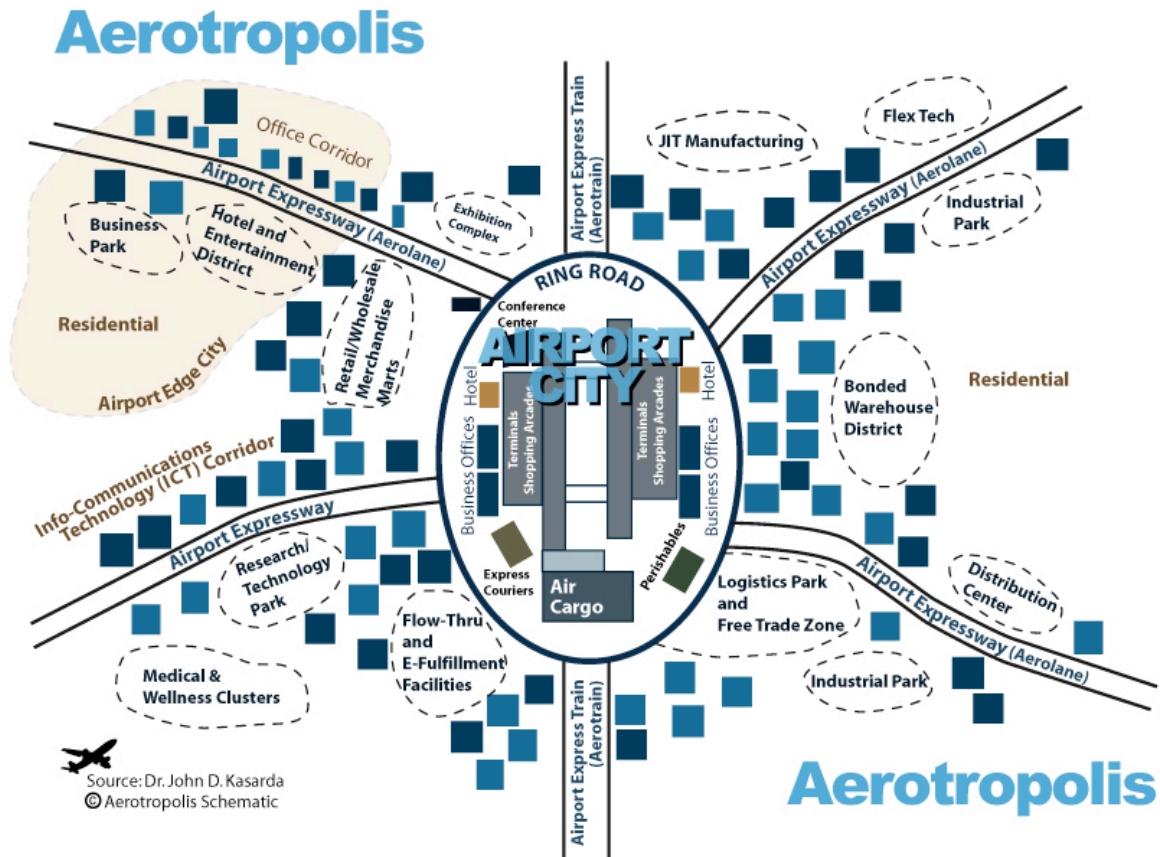 Aerotropolis
Office Corridor
Airport Expressway (Aerolane)
Business
Park
Hotel and
Entertainment
District
Exhibition
Complex
Residential
Airport Edge City
Retail/Wholesale
Merchandise
Marts
Airport Express Train
(Aerotrain)
JIT Manufacturing
Flex Tech
Airport Expressway (Aerolane)
Industrial
Park
RING ROAD
Conference
Center
AIRPORT
CiTY
Hotel
Hotel
Terminals
Shopping Arcades
Terminals
Shopping Arcades
Business Offices
Business Offices
Express
Couriers
Perishables
Air
Cargo
Bonded
Warehouse
District
Residential
Info-Communications
Technology (ICT) Corridor
Airport Expressway
Research/
Technology
Park
Flow-Thru
and
E-Fulfillment
Facilities
Medical &
Wellness Clusters
Logistics Park
and
Free Trade Zone
Airport Expressway (Aerolane)
Distribution
Center
Industrial Park
Airport Express Train
(Aerotrain)
Source: Dr. John D. Kasarda
© Aerotropolis Schematic
Aerotropolis